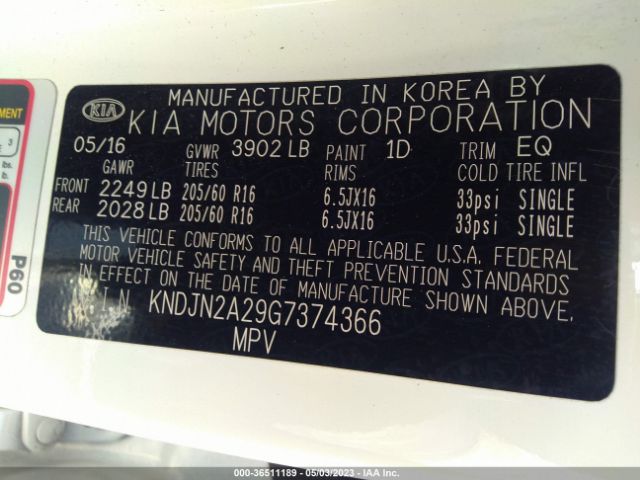 MANUFACTURED IN KOREA BY
KIA KIA MOTORS CORPORATION
05/16 GVWR 3902 LB PAINT 1D TRIM EQ
GAWR TIRES RIMS COLD TIRE INFL
FRONT 2249 LB 205/60 R16 6.5JX16 33psi SINGLE
REAR 2028 LB 205/60 R16 6.5JX16 33psi SINGLE
THIS VEHICLE CONFORMS TO ALL APPLICABLE U.S.A. FEDERAL
MOTOR VEHICLE SAFETY AND THEFT PREVENTION STANDARDS
IN EFFECT ON THE DATE OF MANUFACTURE SHOWN ABOVE.
KNDJN2A29G7374366
MPV
MENT
3
lbs.
P60
000-36511189 - 05/03/2023 - IAA Inc.